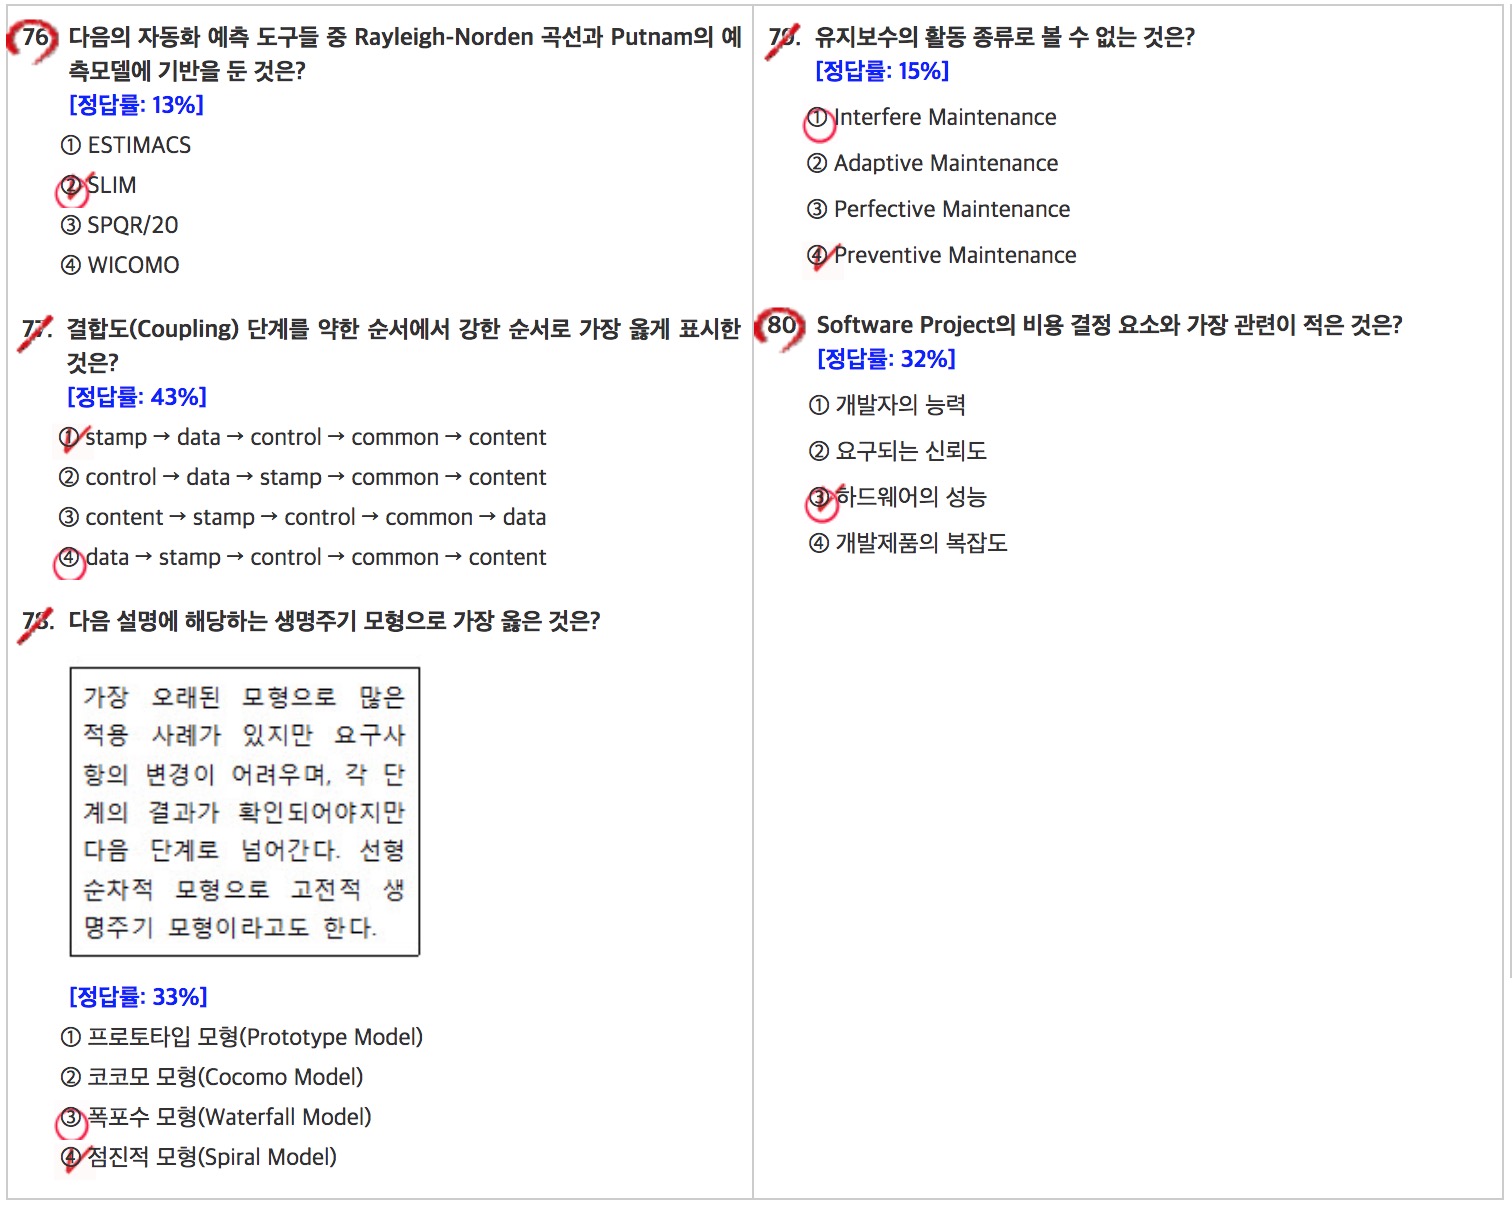 76. 다음의 자동화 예측 도구들 중 Rayleigh-Norden 곡선과 Putnam의 예
측모델에 기반을 둔 것은?
[정답률: 13%]
① ESTIMACS
② SLIM
③ SPQR/20
④ WICOMO
77. 결합도(Coupling) 단계를 약한 순서에서 강한 순서로 가장 옳게 표시한
것은?
[정답률: 43%]
① stamp → data → control → common → content
② control → data → stamp → common → content
③ content → stamp → control → common → data
④ data → stamp → control → common → content
78. 다음 설명에 해당하는 생명주기 모형으로 가장 옳은 것은?
가장 오래된 모형으로 많은
적용 사례가 있지만 요구사
항의 변경이 어려우며, 각 단
계의 결과가 확인되어야지만
다음 단계로 넘어간다. 선형
순차적 모형으로 고전적 생
명주기 모형이라고도 한다.
[정답률: 33%]
① 프로토타입 모형(Prototype Model)
② 코코모 모형(Cocomo Model)
③ 폭포수 모형(Waterfall Model)
④ 점진적 모형(Spiral Model)
79. 유지보수의 활동 종류로 볼 수 없는 것은?
[정답률: 15%]
① Interfere Maintenance
② Adaptive Maintenance
③ Perfective Maintenance
④ Preventive Maintenance
80. Software Project의 비용 결정 요소와 가장 관련이 적은 것은?
[정답률: 32%]
① 개발자의 능력
② 요구되는 신뢰도
③ 하드웨어의 성능
④ 개발제품의 복잡도